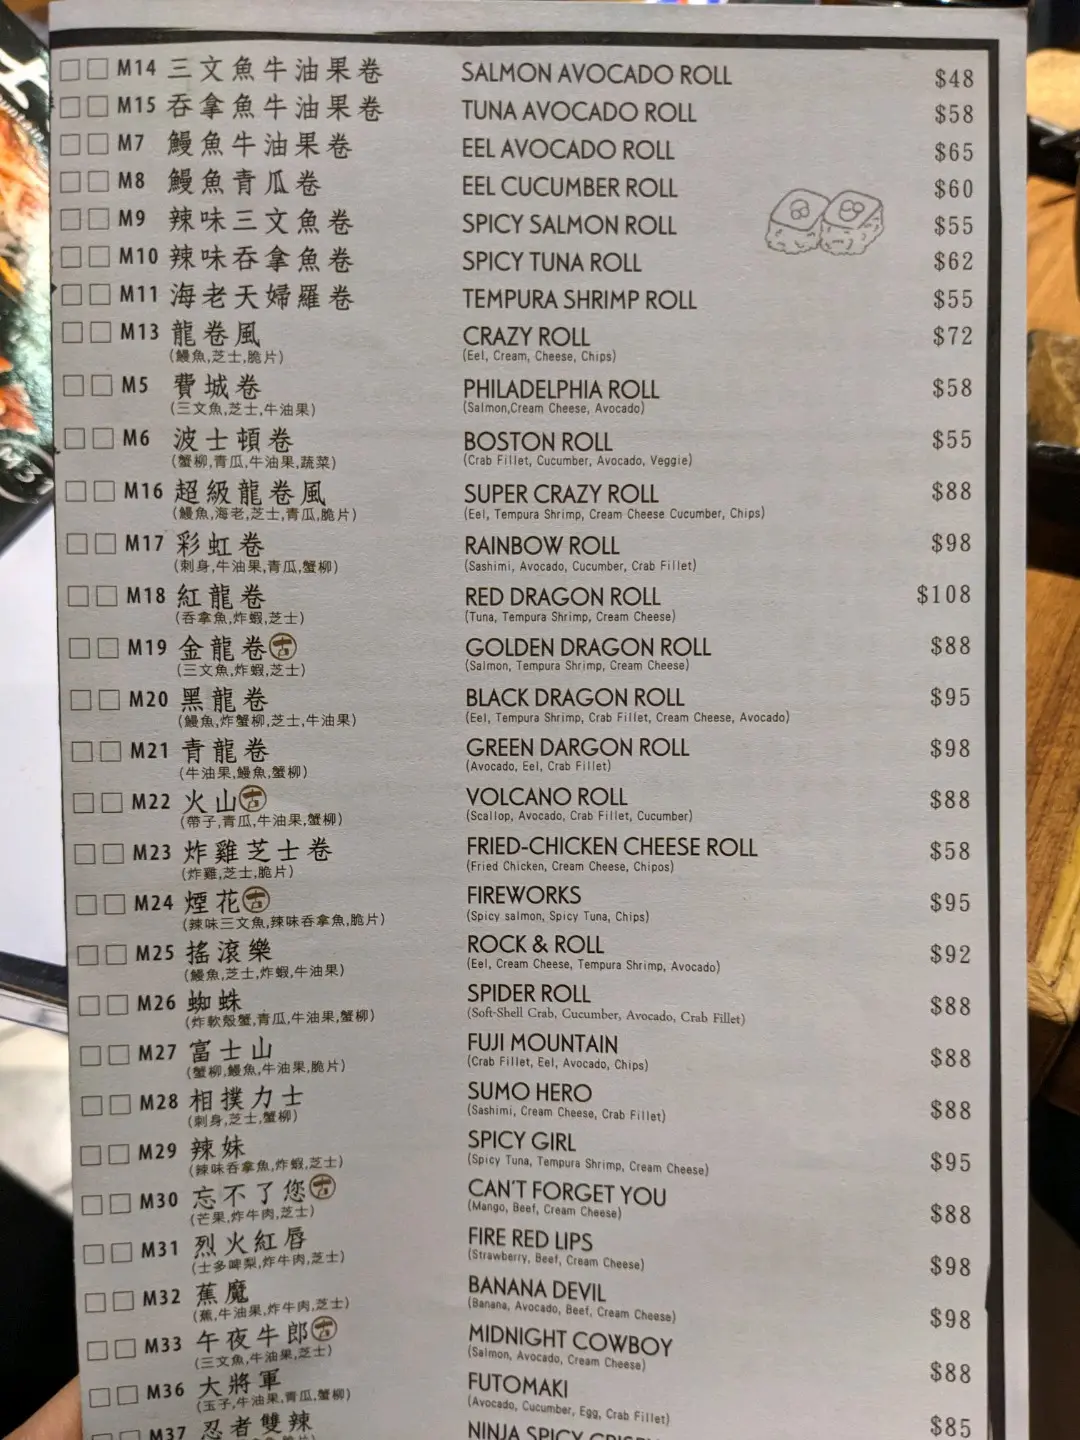 M14 三文魚牛油果卷 SALMON AVOCADO ROLL $48
M15 吞拿魚牛油果卷 TUNA AVOCADO ROLL $58
M7 鰻魚牛油果卷 EEL AVOCADO ROLL $65
M8 鰻魚青瓜卷 EEL CUCUMBER ROLL $60
M9 辣味三文魚卷 SPICY SALMON ROLL $55
M10 辣味吞拿魚卷 SPICY TUNA ROLL $62
M11 海老天婦羅卷 TEMPURA SHRIMP ROLL $55
M13 龍卷風 CRAZY ROLL $72
(鰻魚,芝士,脆片) (Eel, Cream, Cheese, Chips)
M5 費城卷 PHILADELPHIA ROLL $58
(三文魚,芝士,牛油果) (Salmon,Cream Cheese, Avocado)
M6 波士頓卷 BOSTON ROLL $55
(蟹柳,青瓜,牛油果,蔬菜) (Crab Fillet, Cucumber, Avocado, Veggie)
M16 超級龍卷風 SUPER CRAZY ROLL $88
(鰻魚,海老,芝士,青瓜,脆片) (Eel, Tempura Shrimp, Cream Cheese Cucumber, Chips)
M17 彩虹卷 RAINBOW ROLL $98
(刺身,牛油果,青瓜,蟹柳) (Sashimi, Avocado, Cucumber, Crab Fillet)
M18 紅龍卷 RED DRAGON ROLL $108
(吞拿魚,炸蝦,芝士) (Tuna, Tempura Shrimp, Cream Cheese)
M19 金龍卷 吉 GOLDEN DRAGON ROLL $88
(三文魚,炸蝦,芝士) (Salmon, Tempura Shrimp, Cream Cheese)
M20 黑龍卷 BLACK DRAGON ROLL $95
(鰻魚,炸蟹柳,芝士,牛油果) (Eel, Tempura Shrimp, Crab Fillet, Cream Cheese, Avocado)
M21 青龍卷 GREEN DARGON ROLL $98
(牛油果,鰻魚,蟹柳) (Avocado, Eel, Crab Fillet)
M22 火山 吉 VOLCANO ROLL $88
(帶子,青瓜,牛油果,蟹柳) (Scallop, Avocado, Crab Fillet, Cucumber)
M23 炸雞芝士卷 FRIED-CHICKEN CHEESE ROLL $58
(炸雞,芝士,脆片) (Fried Chicken, Cream Cheese, Chipos)
M24 煙花 吉 FIREWORKS $95
(辣味三文魚,辣味吞拿魚,脆片) (Spicy salmon, Spicy Tuna, Chips)
M25 搖滾樂 ROCK & ROLL $92
(鰻魚,芝士,炸蝦,牛油果) (Eel, Cream Cheese, Tempura Shrimp, Avocado)
M26 蜘蛛 SPIDER ROLL $88
(炸軟殼蟹,青瓜,牛油果,蟹柳) (Soft-Shell Crab, Cucumber, Avocado, Crab Fillet)
M27 富士山 FUJI MOUNTAIN $88
(蟹柳,鰻魚,牛油果,脆片) (Crab Fillet, Eel, Avocado, Chips)
M28 相撲力士 SUMO HERO $88
(刺身,芝士,蟹柳) (Sashimi, Cream Cheese, Crab Fillet)
M29 辣妹 SPICY GIRL $95
(辣味吞拿魚,炸蝦,芝士) (Spicy Tuna, Tempura Shrimp, Cream Cheese)
M30 忘不了您 吉 CAN'T FORGET YOU $88
(芒果,炸牛肉,芝士) (Mango, Beef, Cream Cheese)
M31 烈火紅唇 FIRE RED LIPS $98
(士多啤梨,炸牛肉,芝士) (Strawberry, Beef, Cream Cheese)
M32 蕉魔 BANANA DEVIL $98
(蕉,牛油果,炸牛肉,芝士) (Banana, Avocado, Beef, Cream Cheese)
M33 午夜牛郎 吉 MIDNIGHT COWBOY $88
(三文魚,牛油果,芝士) (Salmon, Avocado, Cream Cheese)
M36 大將軍 FUTOMAKI $85
(玉子,牛油果,青瓜,蟹柳) (Avocado, Cucumber, Egg, Crab Fillet)
M37 忍者雙辣 NINJA SPICY